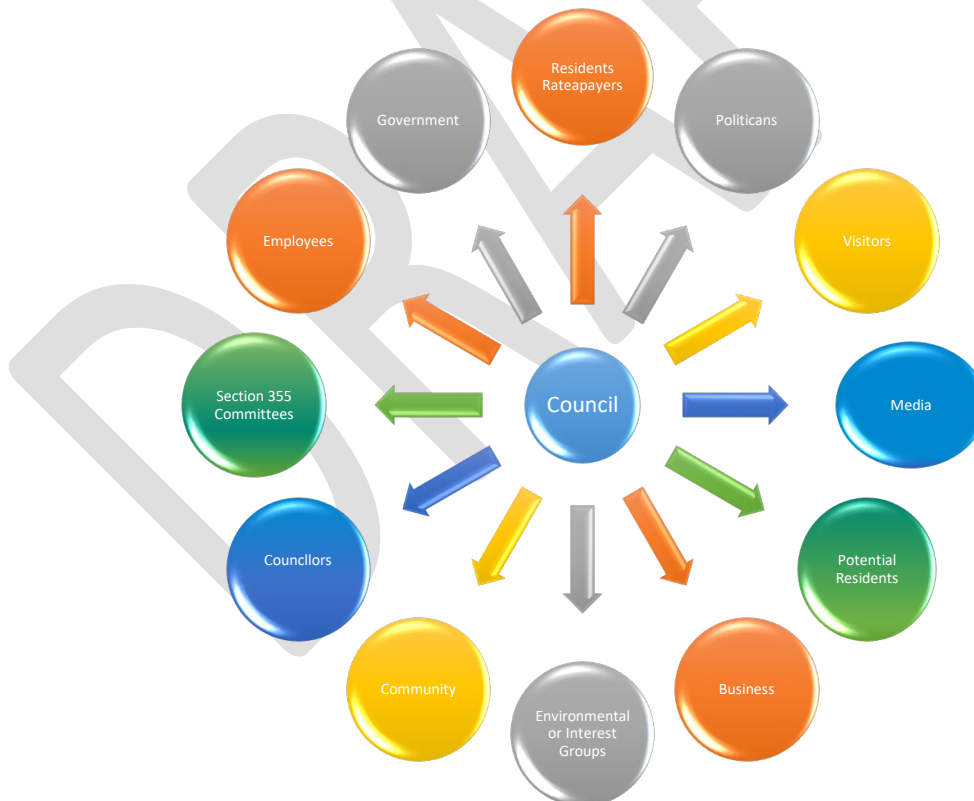 Residents
Rateapayers
Government
Politicans
Employees
Visitors
Section 355
Committees
Council
Media
Councllors
Potential
Residents
Community
Business
Environmental
or Interest
Groups
DRA